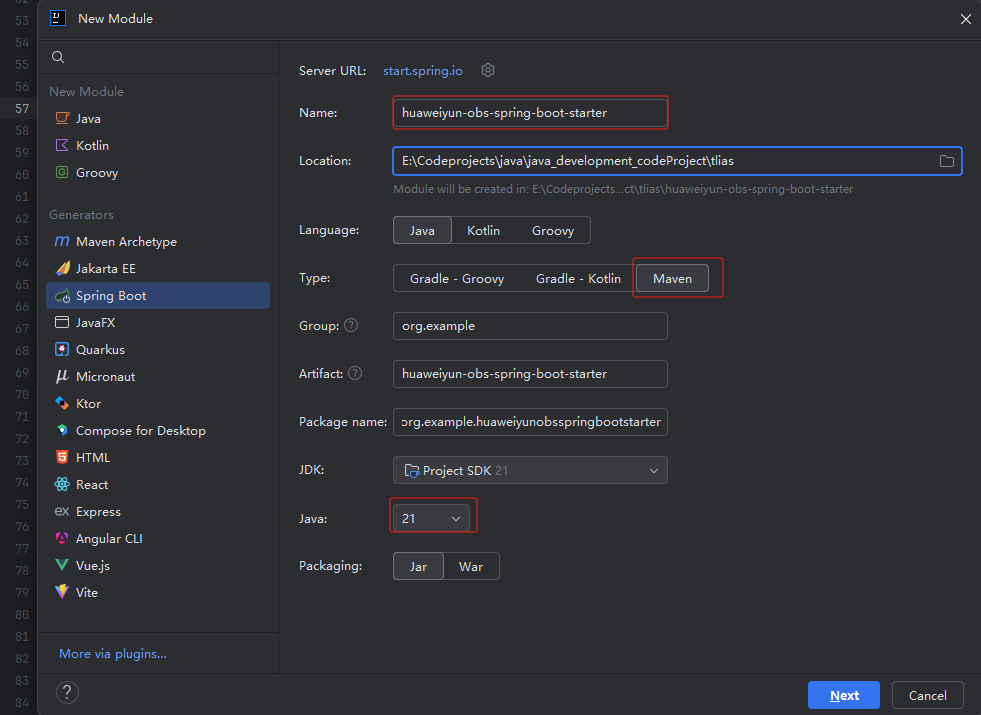 New Module
Server URL: start.spring.io
New Module
Name: huaweiyun-obs-spring-boot-starter
Java
Kotlin
Location: E:\Codeprojects\java\java_development_codeProject\tlias
Groovy
Module will be created in: E:\Codeprojects...ct\tlias\huaweiyun-obs-spring-boot-starter
Generators
Language: Java Kotlin Groovy
Maven Archetype
Jakarta EE
Type: Gradle - Groovy Gradle - Kotlin Maven
Spring Boot
JavaFX
Group: ? org.example
Quarkus
Micronaut
Artifact: ? huaweiyun-obs-spring-boot-starter
Ktor
Package name: org.example.huaweiyunobsspringbootstarter
Compose for Desktop
HTML
JDK: Project SDK 21
React
Express
Java: 21
Angular CLI
Vue.js
Packaging: Jar War
Vite
More via plugins...
? Next Cancel
53
54
55
56
57
58
59
60
61
62
63
64
65
66
67
68
69
70
71
72
73
74
75
76
77
78
79
80
81
82
83
84